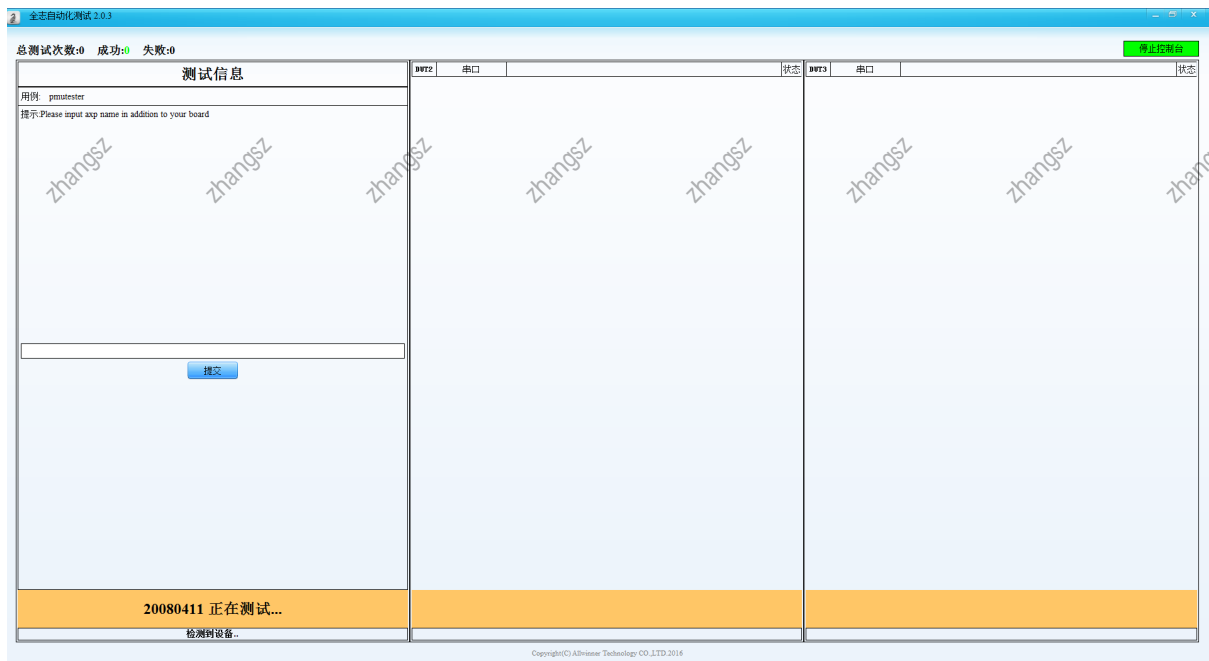 全志自动化测试 2.0.3
总测试次数:0 成功:0 失败:0
停止控制台
测试信息
用例: pmutester
提示:Please input axp name in addition to your board
提交
20080411 正在测试...
检测到设备..
DUT2 串口 状态
DUT3 串口 状态
zhangsz zhangsz zhangsz zhangsz zhangsz zhangsz zhangsz zhang
Copyright(C) Allwinner Technology CO.,LTD.2016